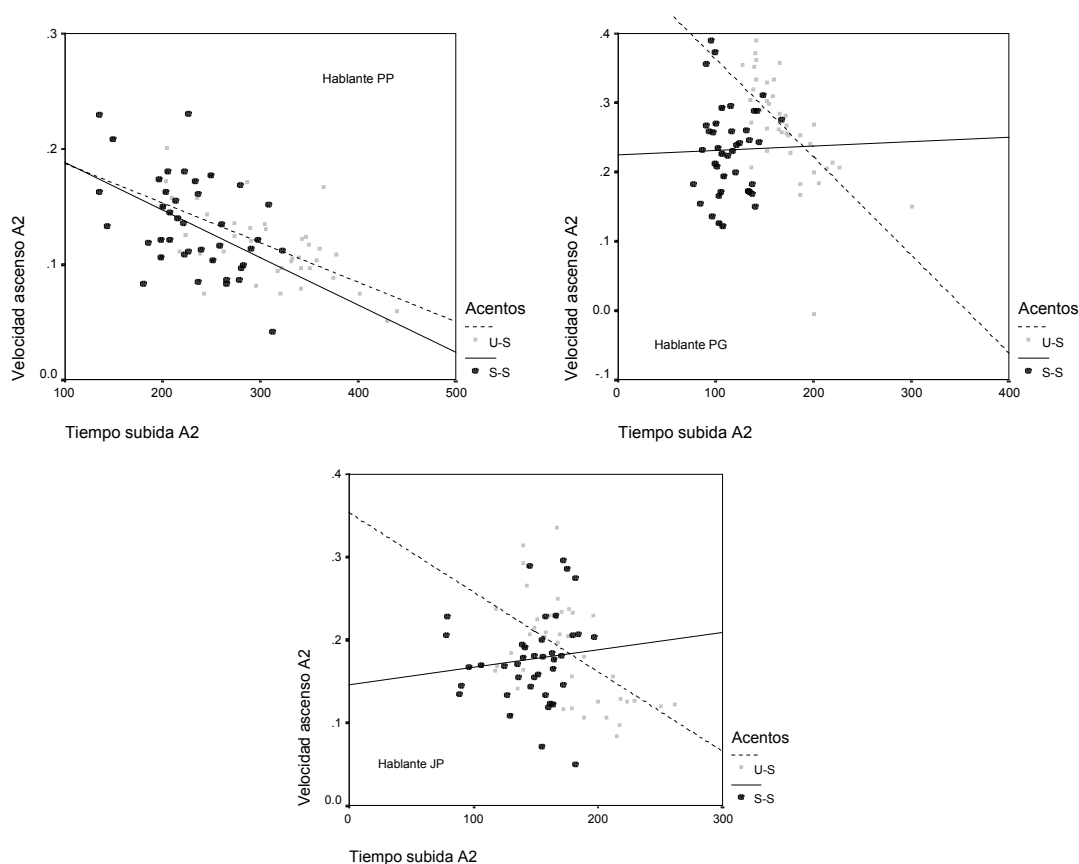 .3
Hablante PP
.2
.1
0.0
100
200
300
400
500
Velocidad ascenso A2
Tiempo subida A2
Acentos
U-S
S-S
.4
.3
.2
.1
0.0
-.1
0
100
200
300
400
Hablante PG
Velocidad ascenso A2
Tiempo subida A2
Acentos
U-S
S-S
.4
.3
.2
.1
0.0
0
100
200
300
Hablante JP
Velocidad ascenso A2
Tiempo subida A2
Acentos
U-S
S-S